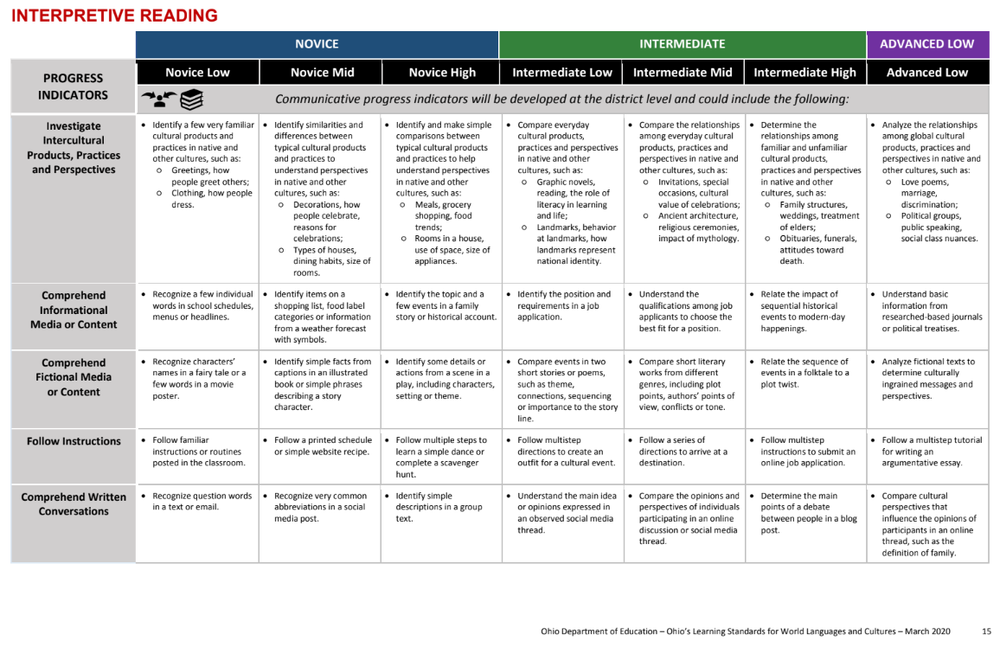 INTERPRETIVE READING
NOVICE
INTERMEDIATE
ADVANCED LOW
PROGRESS
INDICATORS
Novice Low
Novice Mid
Novice High
Intermediate Low
Intermediate Mid
Intermediate High
Advanced Low
Communicative progress indicators will be developed at the district level and could include the following:
Investigate
Intercultural
Products, Practices
and Perspectives
• Identify a few very familiar
cultural products and
practices in native and
other cultures, such as:
o Greetings, how
people greet others;
o Clothing, how people
dress.
• Identify similarities and
differences between
typical cultural products
and practices to
understand perspectives
in native and other
cultures, such as:
o Decorations, how
people celebrate,
reasons for
celebrations;
o Types of houses,
dining habits, size of
rooms.
• Identify and make simple
comparisons between
typical cultural products
and practices to help
understand perspectives
in native and other
cultures, such as:
o Meals, grocery
shopping, food
trends;
o Rooms in a house,
use of space, size of
appliances.
• Compare everyday
cultural products,
practices and perspectives
in native and other
cultures, such as:
o Graphic novels,
reading, the role of
literacy in learning
and life;
o Landmarks, behavior
at landmarks, how
landmarks represent
national identity.
• Compare the relationships
among everyday cultural
products, practices and
perspectives in native and
other cultures, such as:
o Invitations, special
occasions, cultural
value of celebrations;
o Ancient architecture,
religious ceremonies,
impact of mythology.
• Determine the
relationships among
familiar and unfamiliar
cultural products,
practices and perspectives
in native and other
cultures, such as:
o Family structures,
weddings, treatment
of elders;
o Obituaries, funerals,
attitudes toward
death.
• Analyze the relationships
among global cultural
products, practices and
perspectives in native and
other cultures, such as:
o Love poems,
marriage,
discrimination;
o Political groups,
public speaking,
social class nuances.
Comprehend
Informational
Media or Content
• Recognize a few individual
words in school schedules,
menus or headlines.
• Identify items on a
shopping list, food label
categories or information
from a weather forecast
with symbols.
• Identify the topic and a
few events in a family
story or historical account.
• Identify the position and
requirements in a job
application.
• Understand the
qualifications among job
applicants to choose the
best fit for a position.
• Relate the impact of
sequential historical
events to modern-day
happenings.
• Understand basic
information from
researched-based journals
or political treatises.
Comprehend
Fictional Media
or Content
• Recognize characters’
names in a fairy tale or a
few words in a movie
poster.
• Identify simple facts from
captions in an illustrated
book or simple phrases
describing a story
character.
• Identify some details or
actions from a scene in a
play, including characters,
setting or theme.
• Compare events in two
short stories or poems,
such as theme,
connections, sequencing
or importance to the story
line.
• Compare short literary
works from different
genres, including plot
points, authors’ points of
view, conflicts or tone.
• Relate the sequence of
events in a folktale to a
plot twist.
• Analyze fictional texts to
determine culturally
ingrained messages and
perspectives.
Follow Instructions
• Follow familiar
instructions or routines
posted in the classroom.
• Follow a printed schedule
or simple website recipe.
• Follow multiple steps to
learn a simple dance or
complete a scavenger
hunt.
• Follow multistep
directions to create an
outfit for a cultural event.
• Follow a series of
directions to arrive at a
destination.
• Follow multistep
instructions to submit an
online job application.
• Follow a multistep tutorial
for writing an
argumentative essay.
Comprehend Written
Conversations
• Recognize question words
in a text or email.
• Recognize very common
abbreviations in a social
media post.
• Identify simple
descriptions in a group
text.
• Understand the main idea
or opinions expressed in
an observed social media
thread.
• Compare the opinions and
perspectives of individuals
participating in an online
discussion or social media
thread.
• Determine the main
points of a debate
between people in a blog
post.
• Compare cultural
perspectives that
influence the opinions of
participants in an online
thread, such as the
definition of family.
Ohio Department of Education – Ohio’s Learning Standards for World Languages and Cultures – March 2020 15